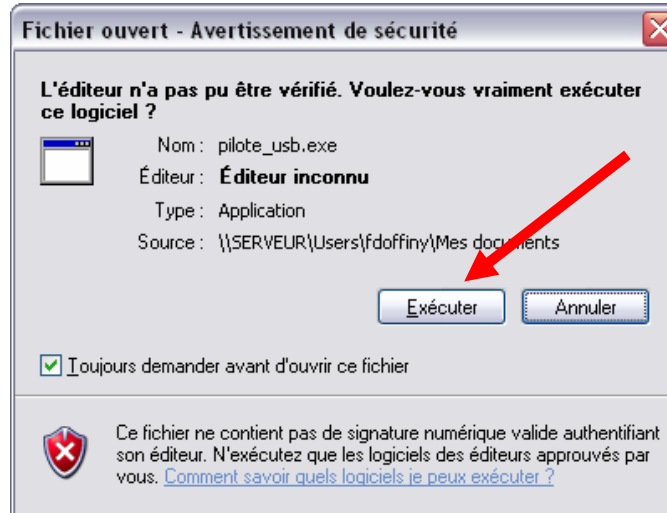 Fichier ouvert - Avertissement de sécurité
L'éditeur n'a pas pu être vérifié. Voulez-vous vraiment exécuter
ce logiciel ?
Nom : pilote_usb.exe
Éditeur : Éditeur inconnu
Type : Application
Source : \\SERVEUR\Users\fdoffiny\Mes documents
Exécuter Annuler
Toujours demander avant d'ouvrir ce fichier
Ce fichier ne contient pas de signature numérique valide authentifiant
son éditeur. N'exécutez que les logiciels des éditeurs approuvés par
vous. Comment savoir quels logiciels je peux exécuter ?